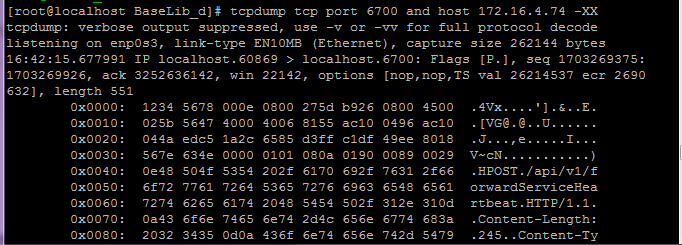 [root@localhost BaseLib_d]# tcpdump tcp port 6700 and host 172.16.4.74 -XX
tcpdump: verbose output suppressed, use -v or -vv for full protocol decode
listening on enp0s3, link-type EN10MB (Ethernet), capture size 262144 bytes
16:42:15.677991 IP localhost.60869 > localhost.6700: Flags [P.], seq 1703269375:
1703269926, ack 3252636142, win 22142, options [nop,nop,TS val 26214537 ecr 2690
632], length 551
0x0000: 1234 5678 000e 0800 275d b926 0800 4500 .4Vx....'].&..E.
0x0010: 025b 5647 4000 4006 8155 ac10 0496 ac10 .[VG@.@..U......
0x0020: 044a edc5 1a2c 6585 d3ff c1df 49ee 8018 .J...,e.....I...
0x0030: 567e 634e 0000 0101 080a 0190 0089 0029 V~cN...........)
0x0040: 0e48 504f 5354 202f 6170 692f 7631 2f66 .HPOST./api/v1/f
0x0050: 6f72 7761 7264 5365 7276 6963 6548 6561 orwardServiceHea
0x0060: 7274 6265 6174 2048 5454 502f 312e 310d rtbeat.HTTP/1.1.
0x0070: 0a43 6f6e 7465 6e74 2d4c 656e 6774 683a .Content-Length:
0x0080: 2032 3435 0d0a 436f 6e74 656e 742d 5479 .245..Content-Ty